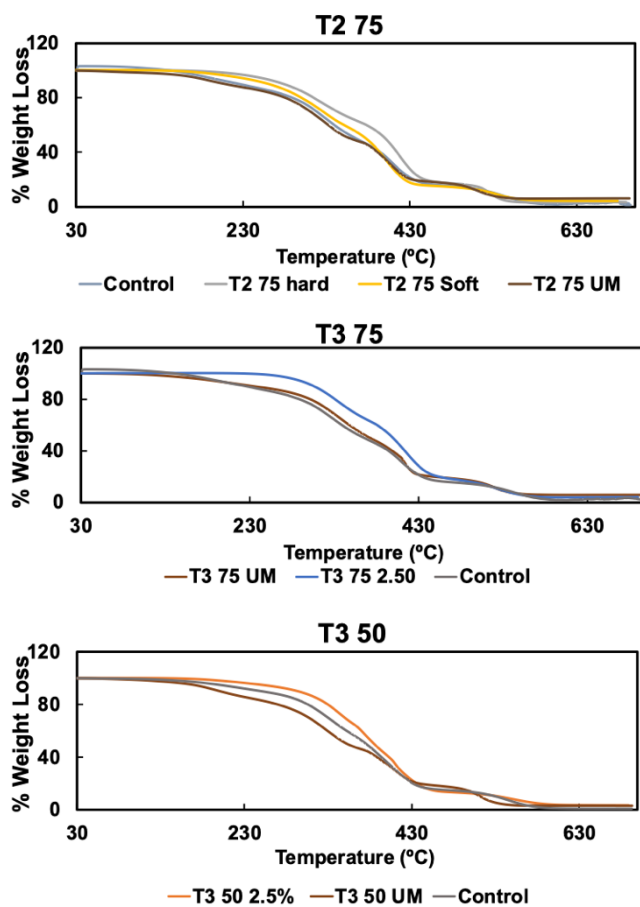 T2 75
120
80
40
0
% Weight Loss
30 230 430 630
Temperature (ºC)
Control T2 75 hard T2 75 Soft T2 75 UM
T3 75
120
80
40
0
% Weight Loss
30 230 430 630
Temperature (ºC)
T3 75 UM T3 75 2.50 Control
T3 50
120
80
40
0
% Weight Loss
30 230 430 630
Temperature (ºC)
T3 50 2.5% T3 50 UM Control